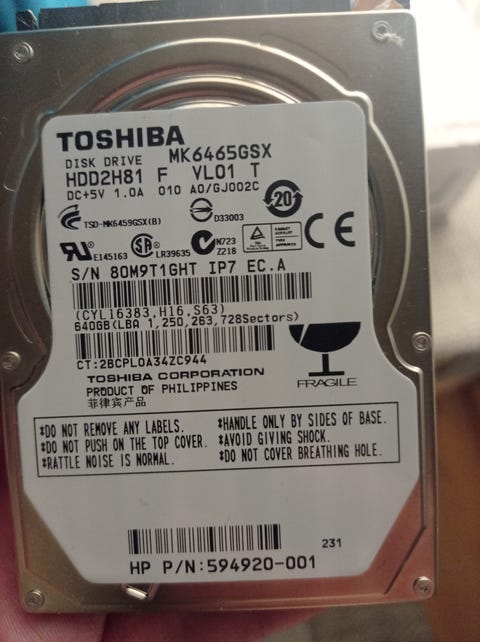 TOSHIBA
DISK DRIVE MK6465GSX
HDD2H81 F VL01 T
DC+5V 1.0A 010 A0/GJ002C
20
TSD-MK6459GSX(B)
D33003
E145163
LR39635
N723
Z218
CE
S/N 80M9T1GHT IP7 EC.A
(CYL16383,H16,S63)
640GB(LBA 1,250,263,728Sectors)
CT:2BCPLOA34ZC944
FRAGILE
TOSHIBA CORPORATION
PRODUCT OF PHILIPPINES
菲律宾产品
*DO NOT REMOVE ANY LABELS.
*DO NOT PUSH ON THE TOP COVER.
*RATTLE NOISE IS NORMAL.
*HANDLE ONLY BY SIDES OF BASE.
*AVOID GIVING SHOCK.
*DO NOT COVER BREATHING HOLE.
231
HP P/N:594920-001